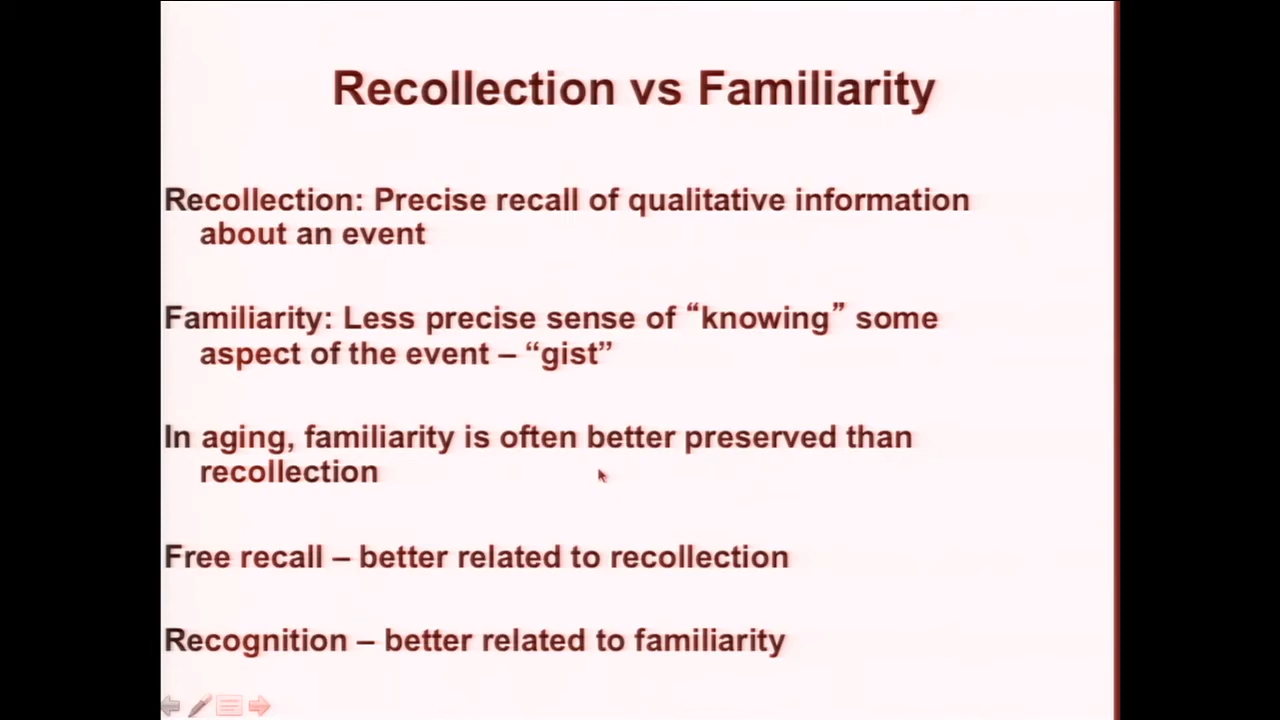 Recollection vs Familiarity
Recollection: Precise recall of qualitative information
about an event
Familiarity: Less precise sense of “knowing” some
aspect of the event – “gist”
In aging, familiarity is often better preserved than
recollection
Free recall – better related to recollection
Recognition – better related to familiarity